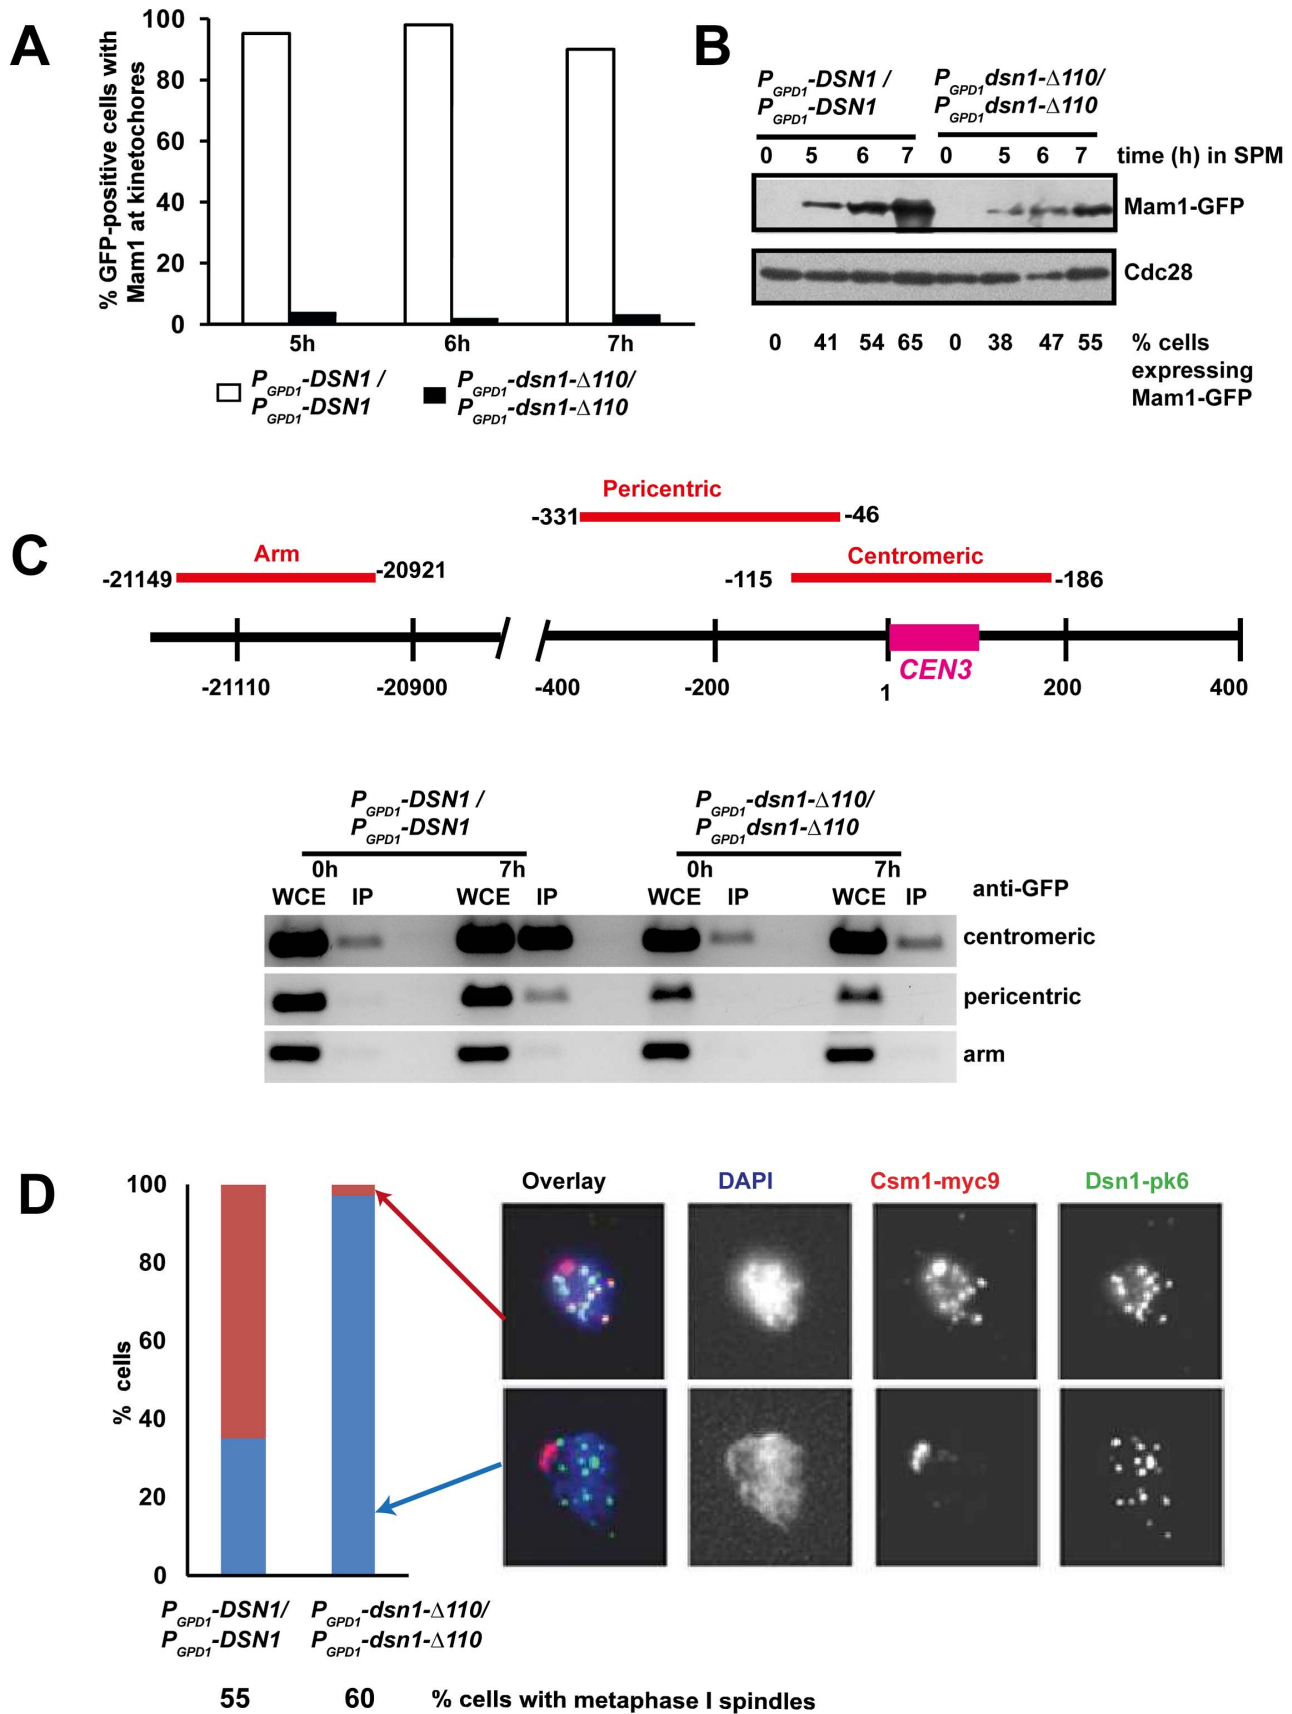 A
% GFP-positive cells with
Mam1 at kinetochores
100
80
60
40
20
0
5h
6h
7h
PGPD1-DSN1 /
PGPD1-DSN1
PGPD1-dsn1-Δ110/
PGPD1-dsn1-Δ110
B
PGPD1-DSN1 /
PGPD1-DSN1
PGPD1dsn1-Δ110/
PGPD1dsn1-Δ110
0 5 6 7 0 5 6 7 time (h) in SPM
Mam1-GFP
Cdc28
0 41 54 65 0 38 47 55 % cells
expressing
Mam1-GFP
C
Pericentric
-331 -46
Arm
-21149 -20921
Centromeric
-115 -186
CEN3
-21110 -20900 -400 -200 1 200 400
PGPD1-DSN1 /
PGPD1-DSN1
PGPD1-dsn1-Δ110/
PGPD1dsn1-Δ110
0h 7h 0h 7h
WCE IP WCE IP WCE IP WCE IP anti-GFP
centromeric
pericentric
arm
D
% cells
100
80
60
40
20
0
Overlay DAPI Csm1-myc9 Dsn1-pk6
PGPD1-DSN1/
PGPD1-DSN1
PGPD1-dsn1-Δ110/
PGPD1-dsn1-Δ110
55 60 % cells with metaphase I spindles